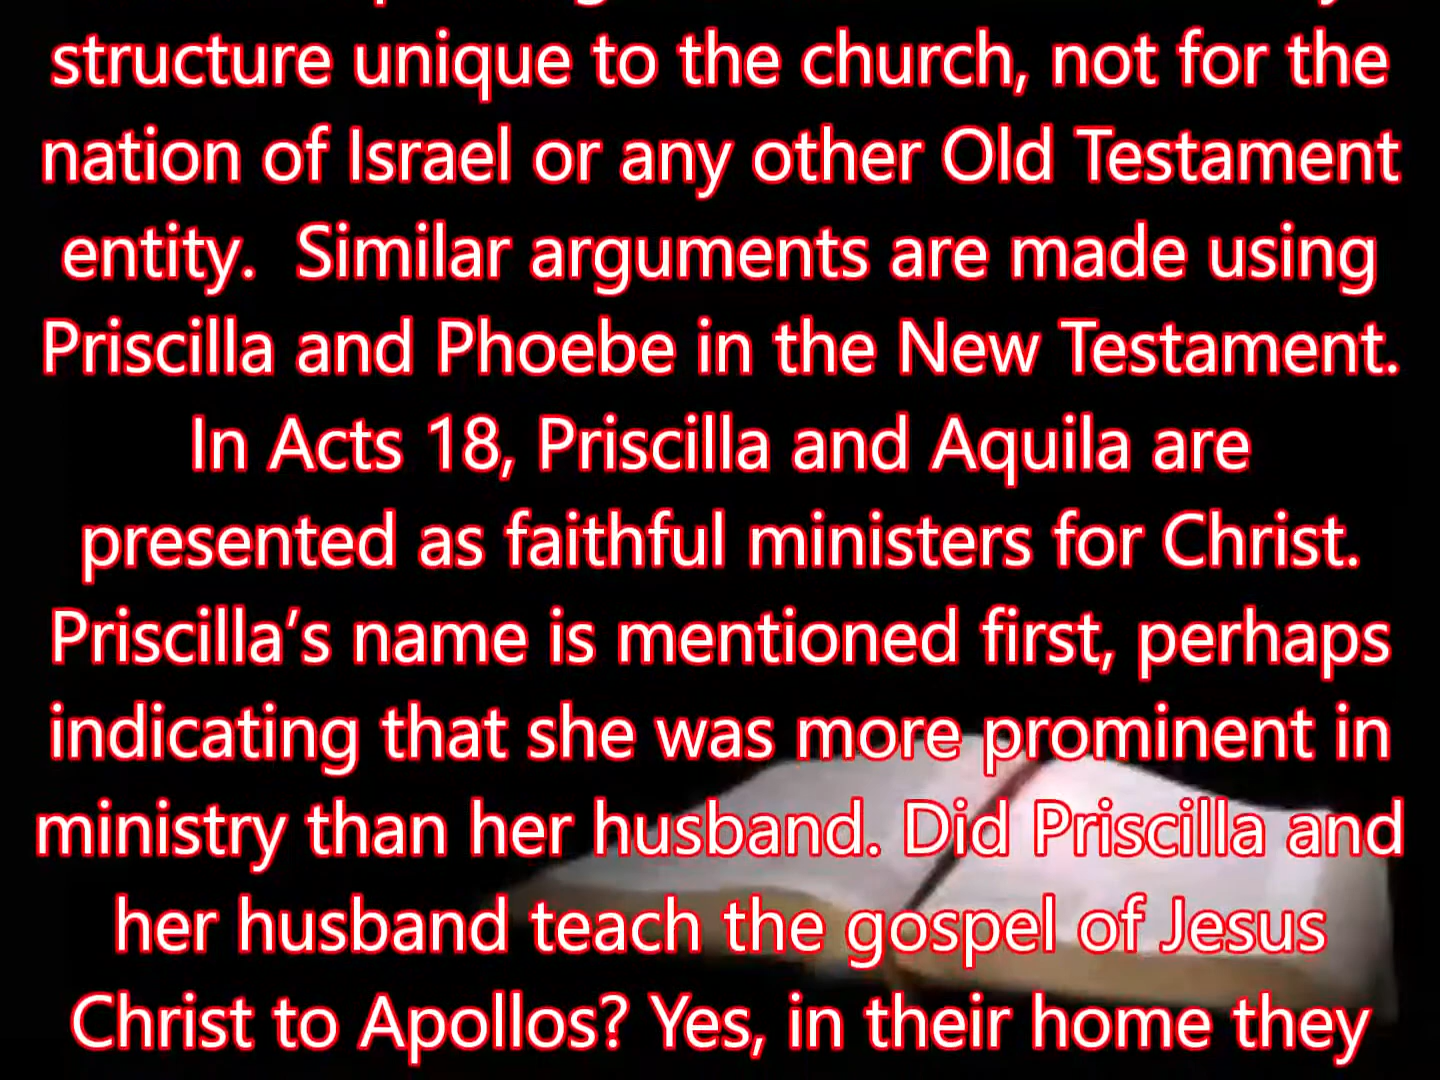 structure unique to the church, not for the
nation of Israel or any other Old Testament
entity.  Similar arguments are made using
Priscilla and Phoebe in the New Testament.
In Acts 18, Priscilla and Aquila are
presented as faithful ministers for Christ.
Priscilla’s name is mentioned first, perhaps
indicating that she was more prominent in
ministry than her husband. Did Priscilla and
her husband teach the gospel of Jesus
Christ to Apollos? Yes, in their home they